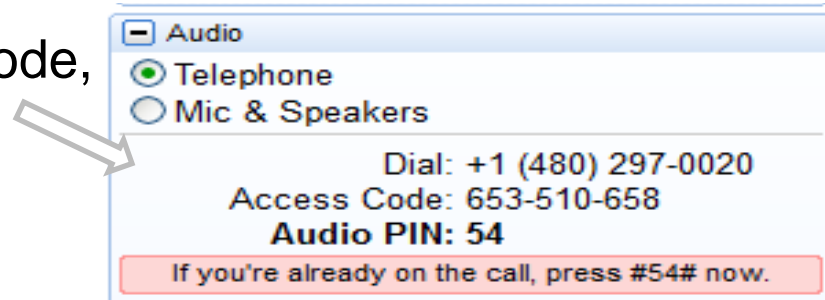 Audio
ode,
Telephone
Mic & Speakers
Dial: +1 (480) 297-0020
Access Code: 653-510-658
Audio PIN: 54
If you're already on the call, press #54# now.